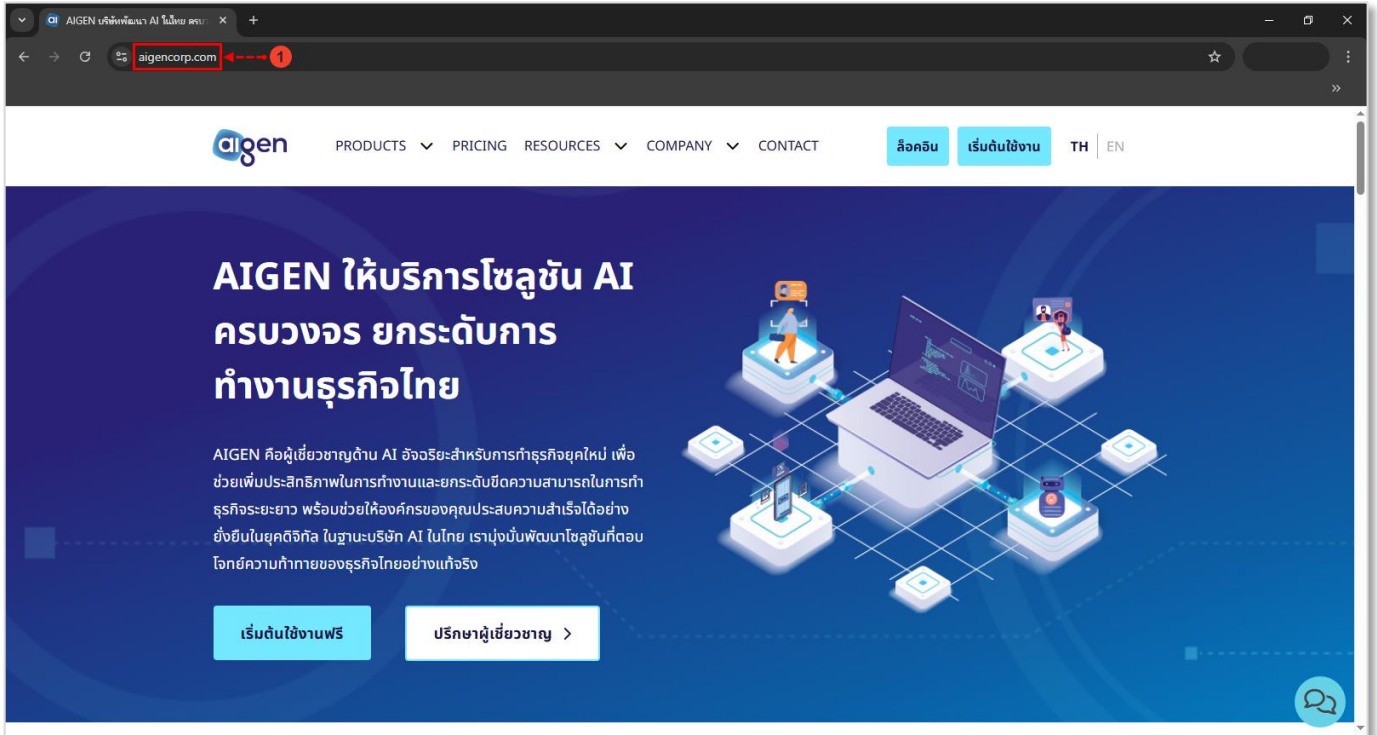 AIGEN บริษัทพัฒนา AI ในไทย ครบว
aigencorp.com 1
aigen PRODUCTS PRICING RESOURCES COMPANY CONTACT ล็อคอิน เริ่มต้นใช้งาน TH EN
AIGEN ให้บริการโซลูชัน AI
ครบวงจร ยกระดับการ
ทำงานธุรกิจไทย
AIGEN คือผู้เชี่ยวชาญด้าน AI อัจฉริยะสำหรับการทำธุรกิจยุคใหม่ เพื่อ
ช่วยเพิ่มประสิทธิภาพในการทำงานและยกระดับขีดความสามารถในการทำ
ธุรกิจระยะยาว พร้อมช่วยให้องค์กรของคุณประสบความสำเร็จได้อย่าง
ยั่งยืนในยุคดิจิทัล ในฐานะบริษัท AI ในไทย เรามุ่งมั่นพัฒนาโซลูชันที่ตอบ
โจทย์ความท้าทายของธุรกิจไทยอย่างแท้จริง
เริ่มต้นใช้งานฟรี ปรึกษาผู้เชี่ยวชาญ >